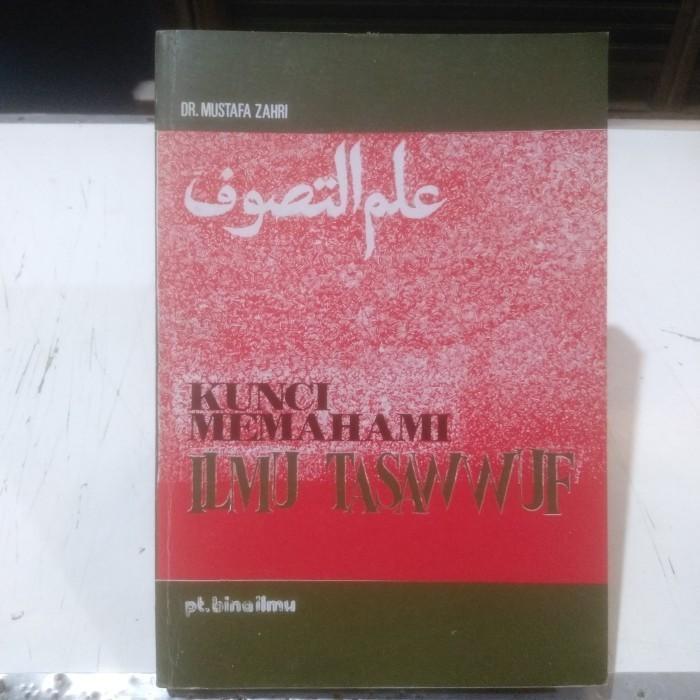 DR. MUSTAFA ZAHRI
علم التصوف
KUNCI
MEMAHAMI
ILMU TASAWWUF
pt. bina ilmu